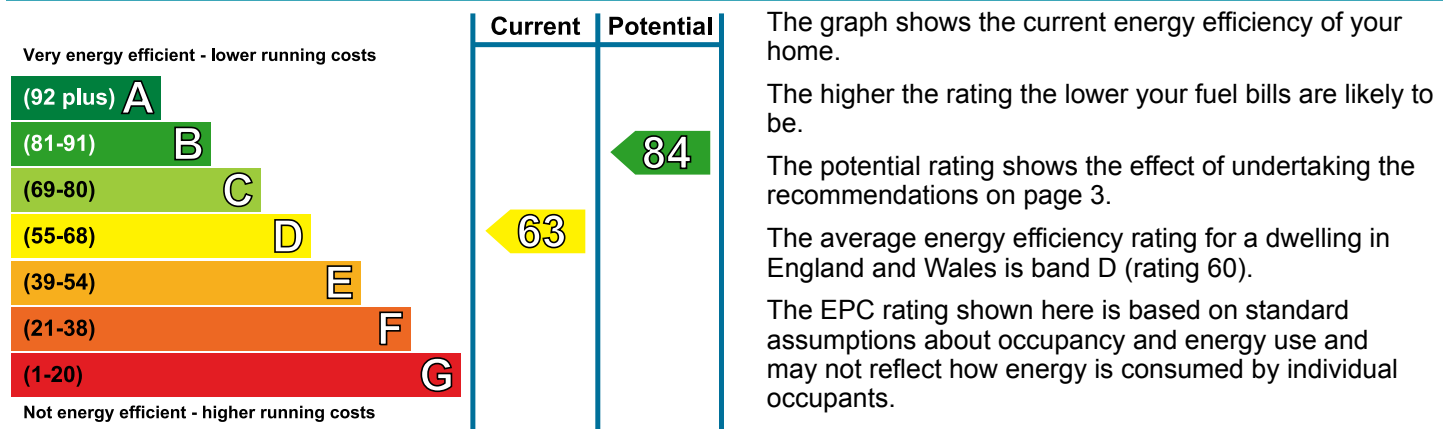 Current Potential
Very energy efficient - lower running costs
(92 plus) A
(81-91) B
84
(69-80) C
(55-68) D
63
(39-54) E
(21-38) F
(1-20) G
Not energy efficient - higher running costs
The graph shows the current energy efficiency of your
home.
The higher the rating the lower your fuel bills are likely to
be.
The potential rating shows the effect of undertaking the
recommendations on page 3.
The average energy efficiency rating for a dwelling in
England and Wales is band D (rating 60).
The EPC rating shown here is based on standard
assumptions about occupancy and energy use and
may not reflect how energy is consumed by individual
occupants.